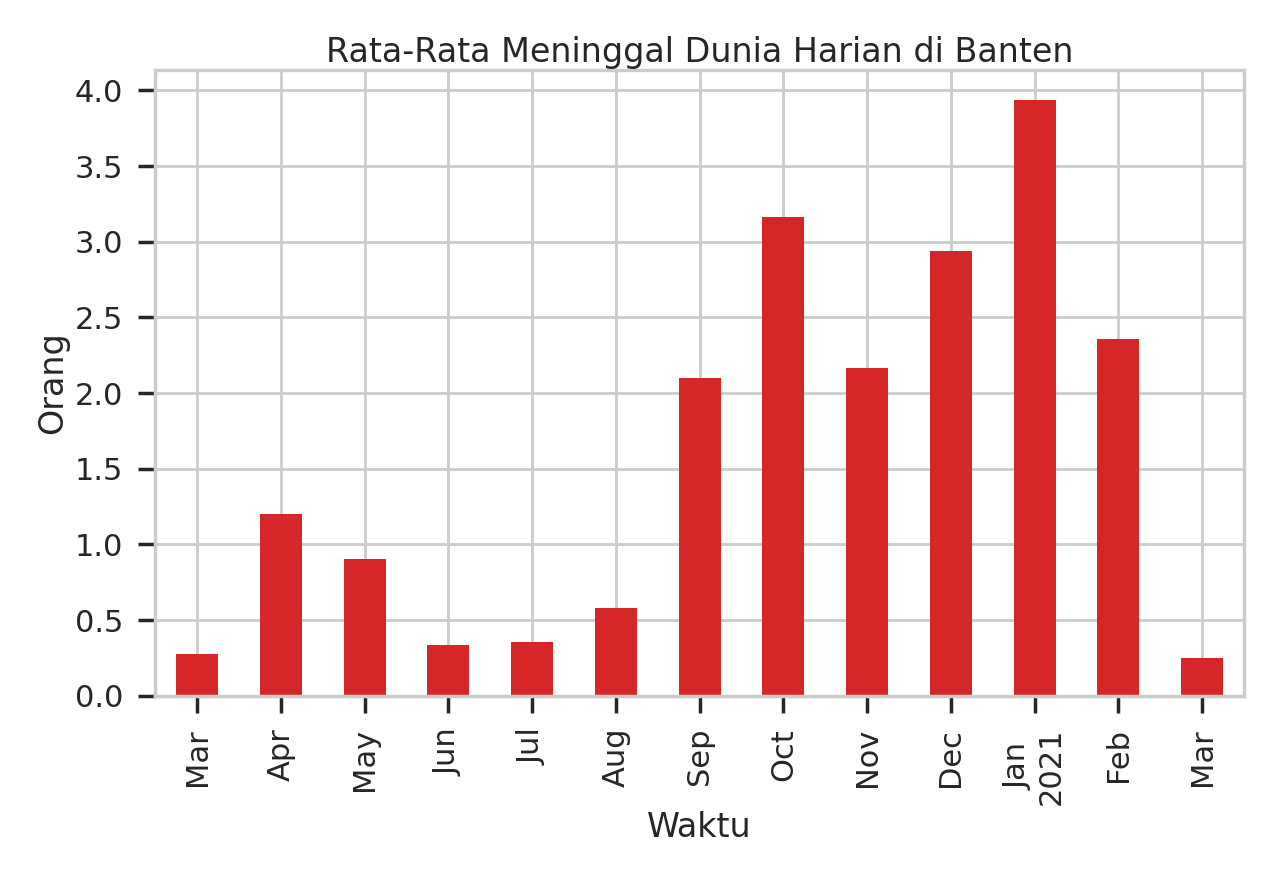 Rata-Rata Meninggal Dunia Harian di Banten
4.0
3.5
3.0
2.5
2.0
1.5
1.0
0.5
0.0
Orang
Mar
Apr
May
Jun
Jul
Aug
Sep
Oct
Nov
Dec
Jan
2021
Feb
Mar
Waktu